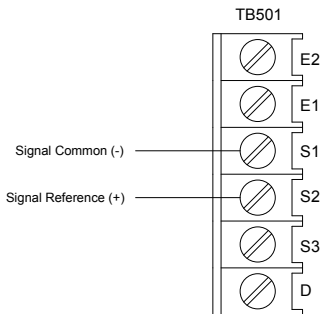 TB501
E2
E1
Signal Common (-)
S1
Signal Reference (+)
S2
S3
D